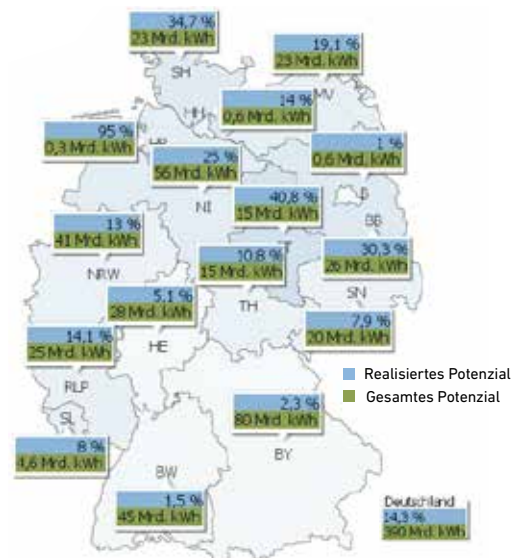 34,7 %
23 Mrd. kWh
SH
19,1 %
23 Mrd. kWh
MV
14 %
0,6 Mrd. kWh
HH
95 %
0,3 Mrd. kWh
1 %
0,6 Mrd. kWh
B
25 %
56 Mrd. kWh
NI
40,8 %
15 Mrd. kWh
BB
30,3 %
26 Mrd. kWh
13 %
41 Mrd. kWh
NRW
10,8 %
15 Mrd. kWh
TH
SN
7,9 %
20 Mrd. kWh
5,1 %
28 Mrd. kWh
HE
14,1 %
25 Mrd. kWh
RLP
SL
8 %
4,6 Mrd. kWh
Realisiertes Potenzial
Gesamtes Potenzial
2,3 %
80 Mrd. kWh
BY
BW
1,5 %
45 Mrd. kWh
Deutschland
14,3 %
390 Mrd. kWh